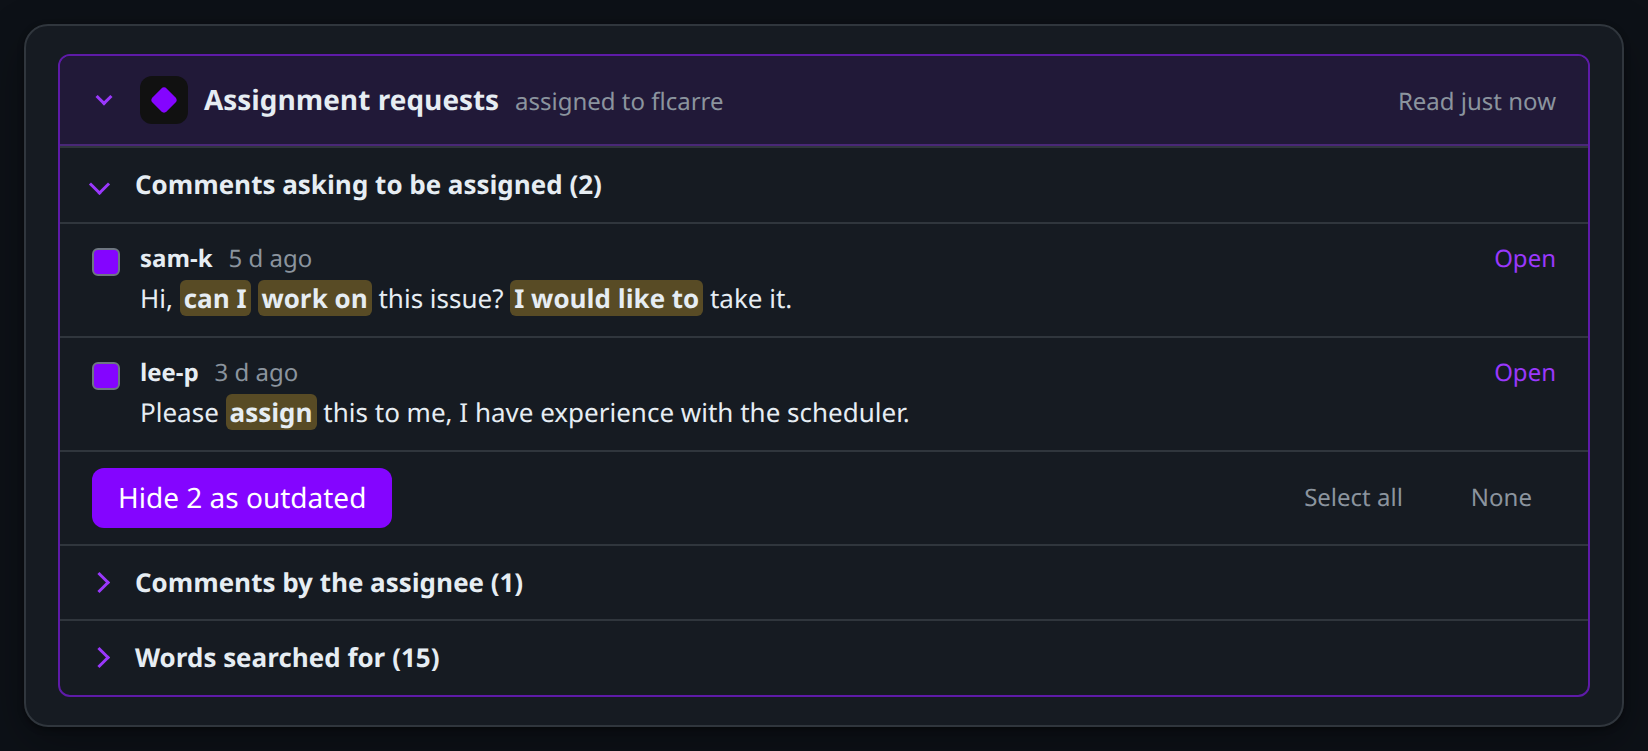 Assignment requests assigned to flcarre Read just now
Comments asking to be assigned (2)
sam-k 5 d ago Open
Hi, can I work on this issue? I would like to take it.
lee-p 3 d ago Open
Please assign this to me, I have experience with the scheduler.
Hide 2 as outdated Select all None
Comments by the assignee (1)
Words searched for (15)